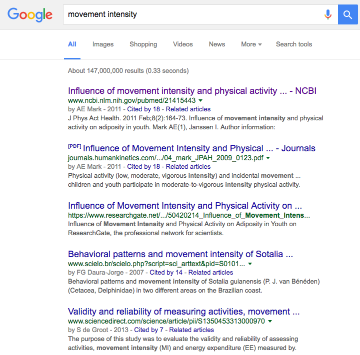 Google movement intensity
All Images Shopping Videos News More Search tools
About 147,000,000 results (0.33 seconds)
Influence of movement intensity and physical activity ... - NCBI
www.ncbi.nlm.nih.gov/pubmed/21415443
by AE Mark - 2011 - Cited by 18 - Related articles
J Phys Act Health. 2011 Feb;8(2):164-73. Influence of movement intensity and physical
activity on adiposity in youth. Mark AE(1), Janssen I. Author information:
[PDF] Influence of Movement Intensity and Physical ... - Journals
journals.humankinetics.com/.../04_mark_JPAH_2009_0123.pdf
by AE Mark - 2011 - Cited by 18 - Related articles
Physical activity (low, moderate, vigorous intensity) and incidental movement ...
children and youth participate in moderate-to-vigorous intensity physical activity.
Influence of Movement Intensity and Physical Activity on ...
https://www.researchgate.net/.../50420214_Influence_of_Movement_Intens...
Influence of Movement Intensity and Physical Activity on Adiposity in Youth on
ResearchGate, the professional network for scientists.
Behavioral patterns and movement intensity of Sotalia ...
www.scielo.br/scielo.php?script=sci_arttext&pid=S0101...
by FG Daura-Jorge - 2007 - Cited by 14 - Related articles
Behavioral patterns and movement intensity of Sotalia guianensis (P. J. van Bénéden)
(Cetacea, Delphinidae) in two different areas on the Brazilian coast.
Validity and reliability of measuring activities, movement ...
www.sciencedirect.com/science/article/pii/S1350453313000970
by S de Groot - 2013 - Cited by 7 - Related articles
The purpose of this study was to evaluate the validity and reliability of assessing
activities, movement intensity (MI) and energy expenditure (EE) measured by.